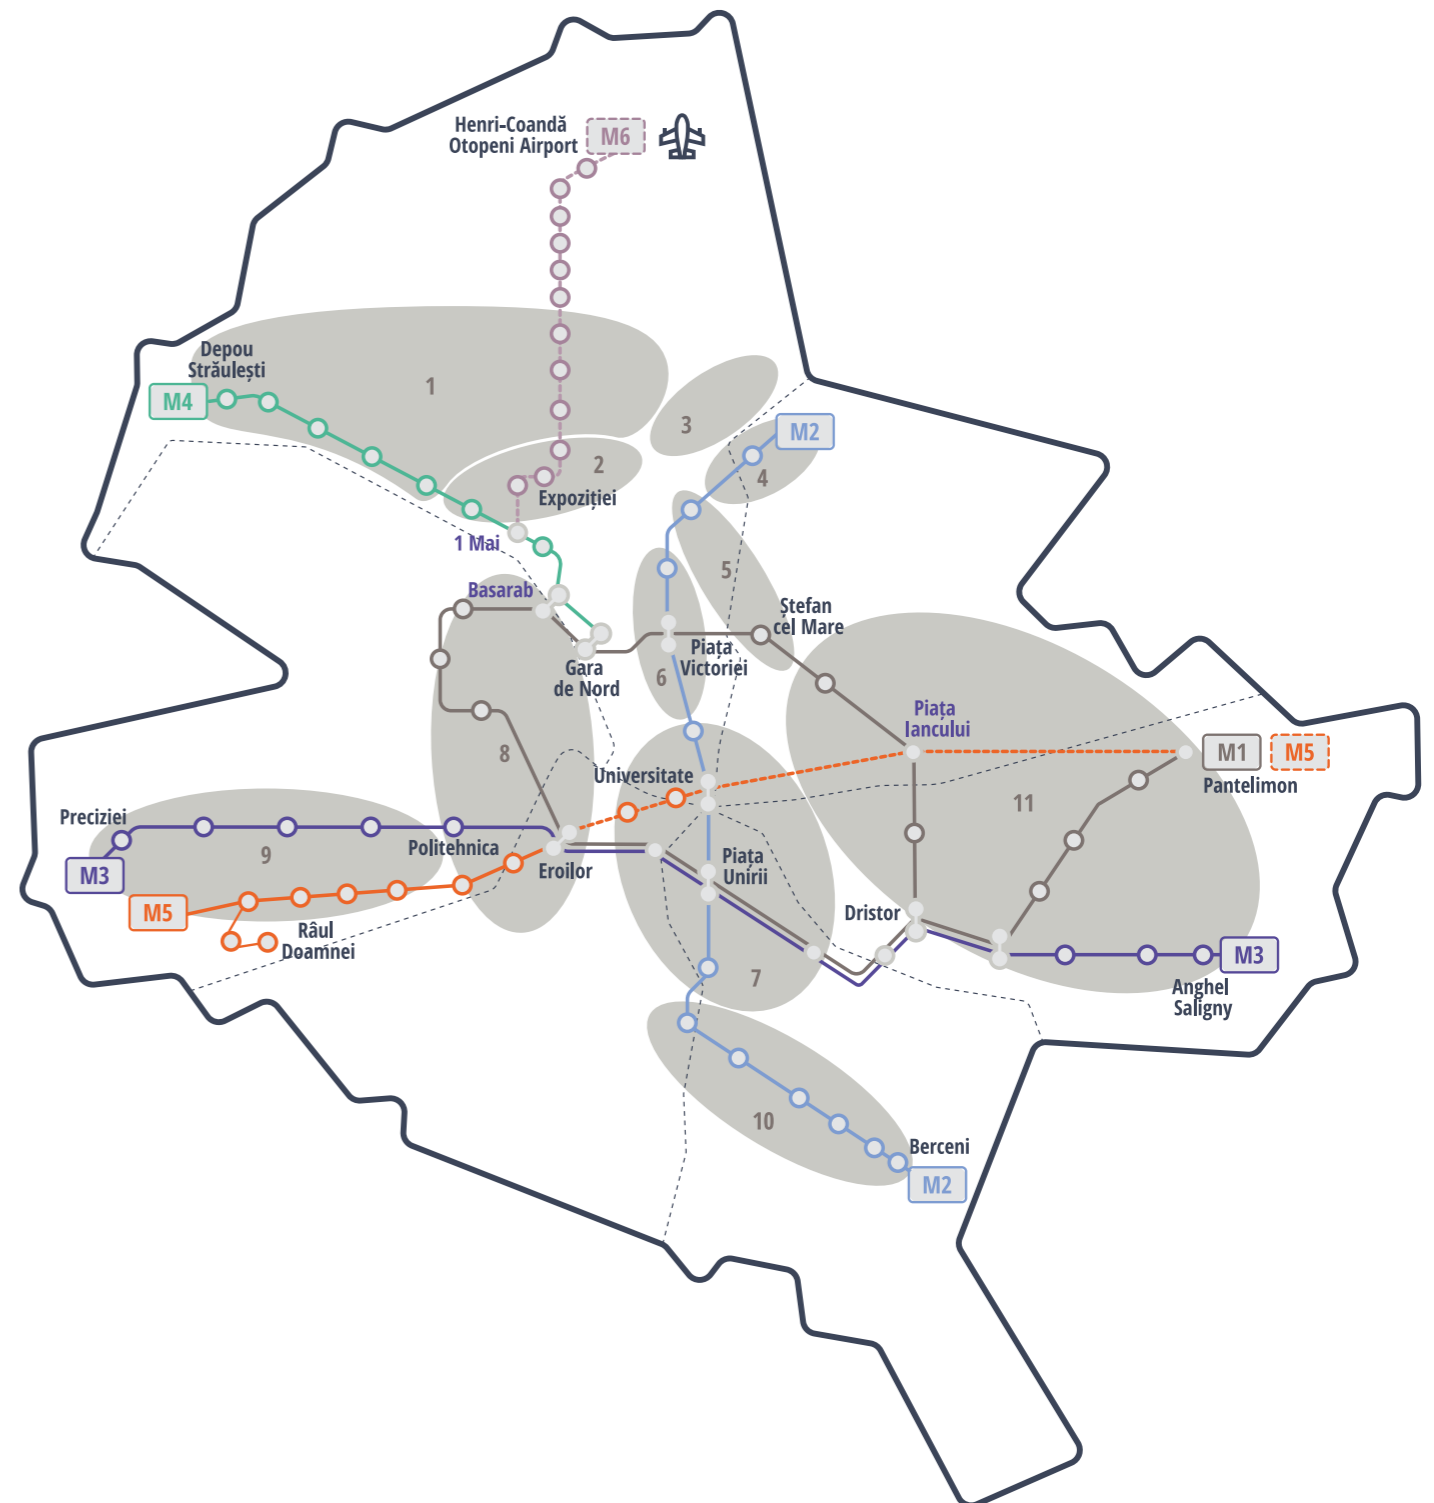 Henri-Coandă
Otopeni Airport
M6
Depou
Străulești
M4
1
3
M2
2
4
Expoziției
1 Mai
5
Basarab
Ștefan
cel Mare
Gara
de Nord
Piața
Victoriei
6
Piața
Iancului
8
Universitate
M1
M5
Pantelimon
11
Preciziei
Politehnica
9
M3
Eroilor
Piața
Unirii
M5
Dristor
Râul
Doamnei
M3
7
Anghel
Saligny
10
Berceni
M2